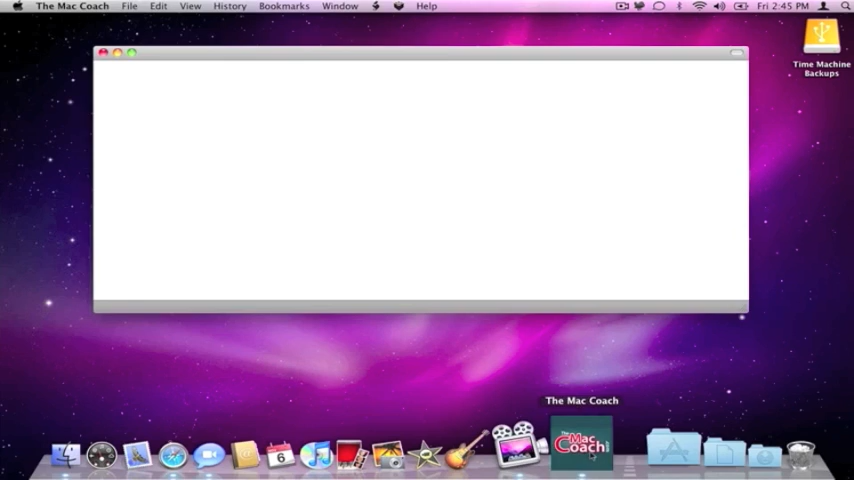 The Mac Coach File Edit View History Bookmarks Window Help Fri 2:45 PM
Time Machine
Backups
The Mac Coach
6
The
Mac
Coach